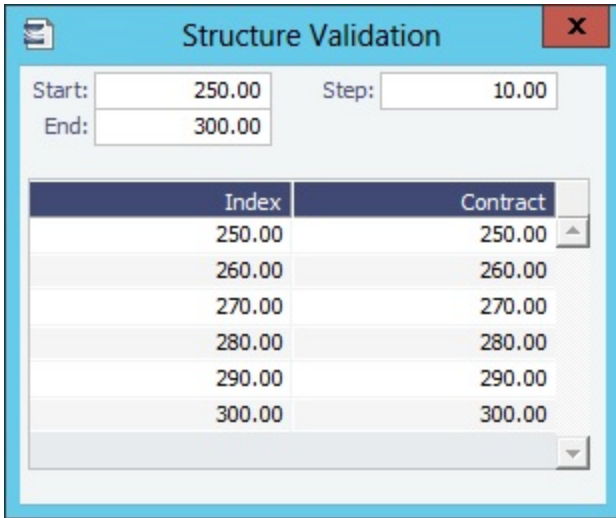 Structure Validation
x
Start: 250.00 Step: 10.00
End: 300.00
Index Contract
250.00 250.00
260.00 260.00
270.00 270.00
280.00 280.00
290.00 290.00
300.00 300.00